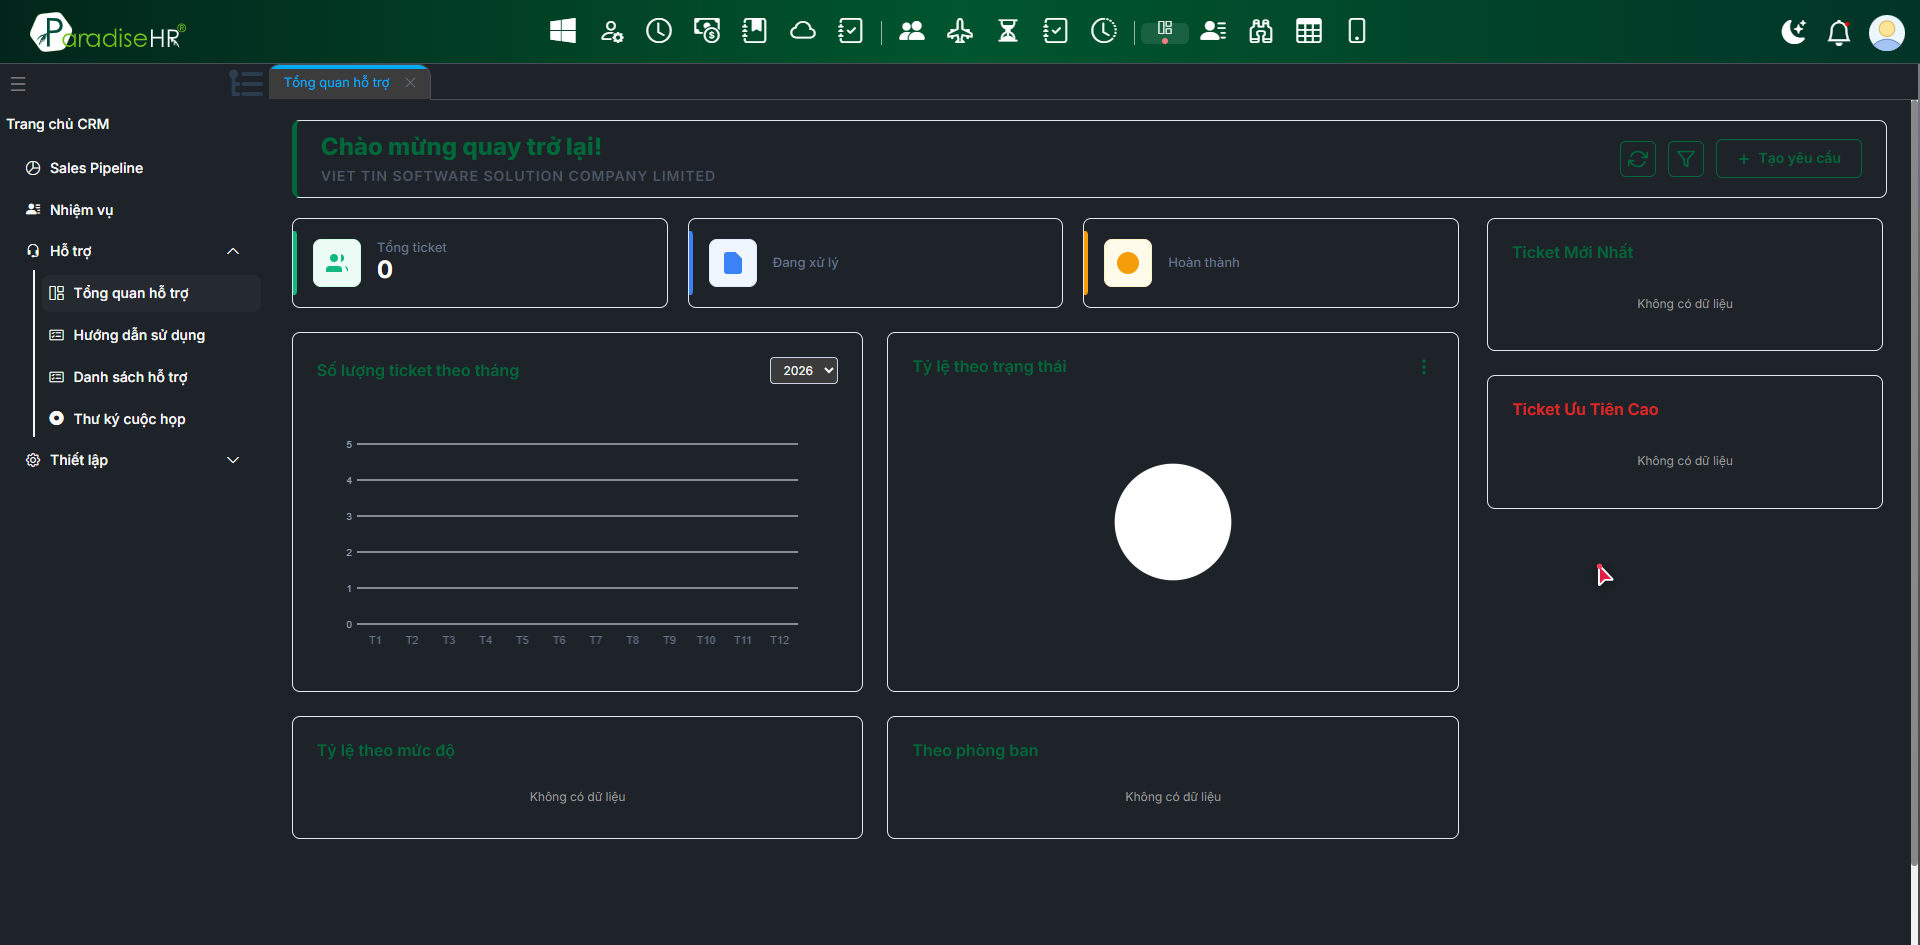 ParadiseHR®
Tổng quan hỗ trợ
Trang chủ CRM
Sales Pipeline
Nhiệm vụ
Hỗ trợ
Tổng quan hỗ trợ
Hướng dẫn sử dụng
Danh sách hỗ trợ
Thư ký cuộc họp
Thiết lập
Chào mừng quay trở lại!
VIET TIN SOFTWARE SOLUTION COMPANY LIMITED
+ Tạo yêu cầu
Tổng ticket
0
Đang xử lý
Hoàn thành
Ticket Mới Nhất
Không có dữ liệu
Ticket Ưu Tiên Cao
Không có dữ liệu
Số lượng ticket theo tháng
2026
5
4
3
2
1
0
T1 T2 T3 T4 T5 T6 T7 T8 T9 T10 T11 T12
Tỷ lệ theo trạng thái
Tỷ lệ theo mức độ
Không có dữ liệu
Theo phòng ban
Không có dữ liệu